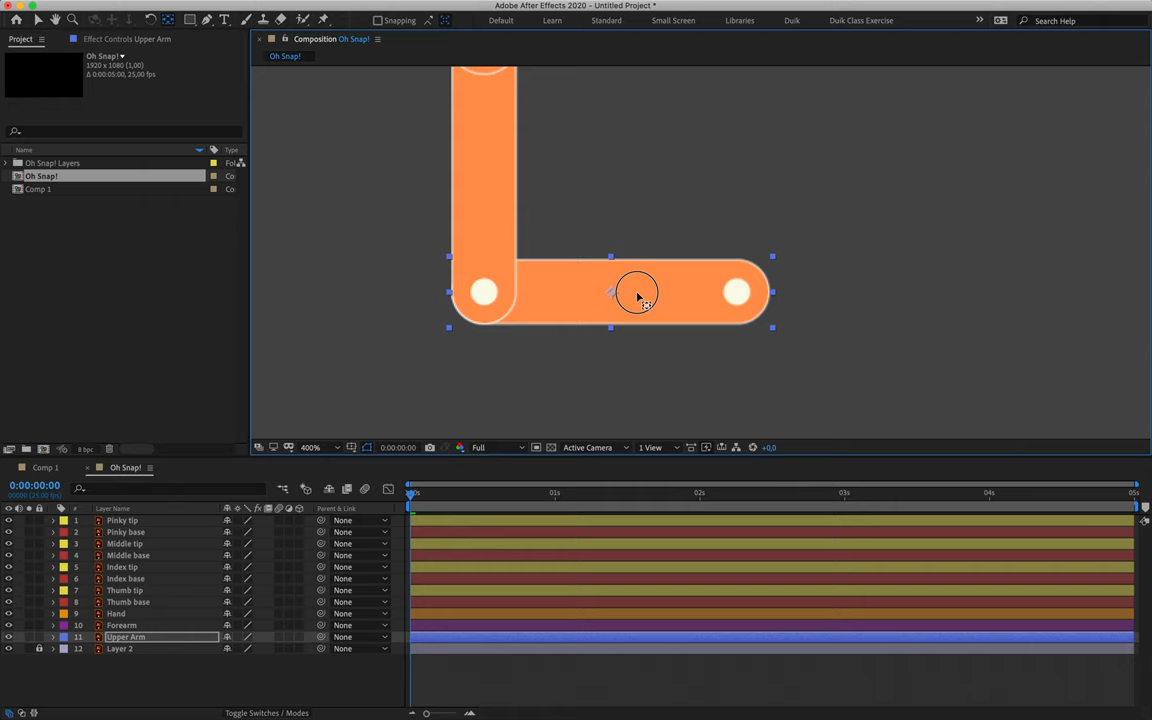 Adobe After Effects 2020 - Untitled Project *
Snapping
Default
Learn
Standard
Small Screen
Libraries
Duik
Duik Class Exercise
Search Help
Project
Effect Controls Upper Arm
Composition Oh Snap!
Oh Snap!
Oh Snap!
1920 x 1080 (1,00)
Δ 0:00:05:00, 25,00 fps
Name
Type
Oh Snap! Layers
Fol
Oh Snap!
Co
Comp 1
Co
8 bpc
400%
0:00:00:00
Full
Active Camera
1 View
+0,0
Comp 1
Oh Snap!
0:00:00:00
00000 (25.00 fps)
#
Layer Name
Parent & Link
01s
02s
03s
04s
05s
1 Pinky tip None
2 Pinky base None
3 Middle tip None
4 Middle base None
5 Index tip None
6 Index base None
7 Thumb tip None
8 Thumb base None
9 Hand None
10 Forearm None
11 Upper Arm None
12 Layer 2 None
Toggle Switches / Modes